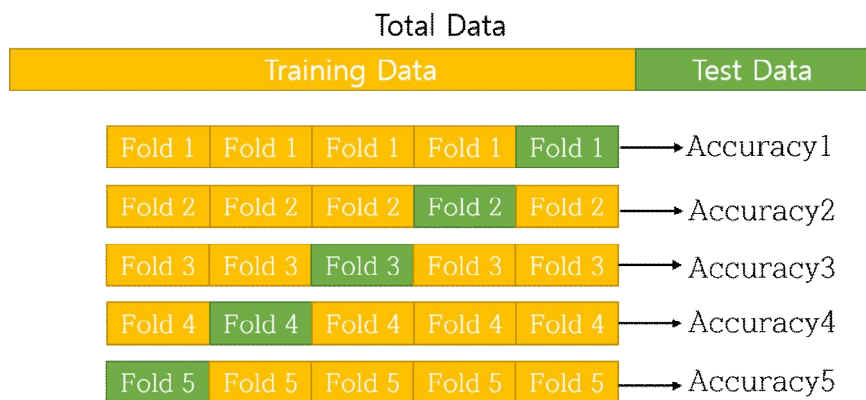 Total Data
Training Data Test Data
Fold 1 Fold 1 Fold 1 Fold 1 Fold 1 Accuracy1
Fold 2 Fold 2 Fold 2 Fold 2 Fold 2 Accuracy2
Fold 3 Fold 3 Fold 3 Fold 3 Fold 3 Accuracy3
Fold 4 Fold 4 Fold 4 Fold 4 Fold 4 Accuracy4
Fold 5 Fold 5 Fold 5 Fold 5 Fold 5 Accuracy5